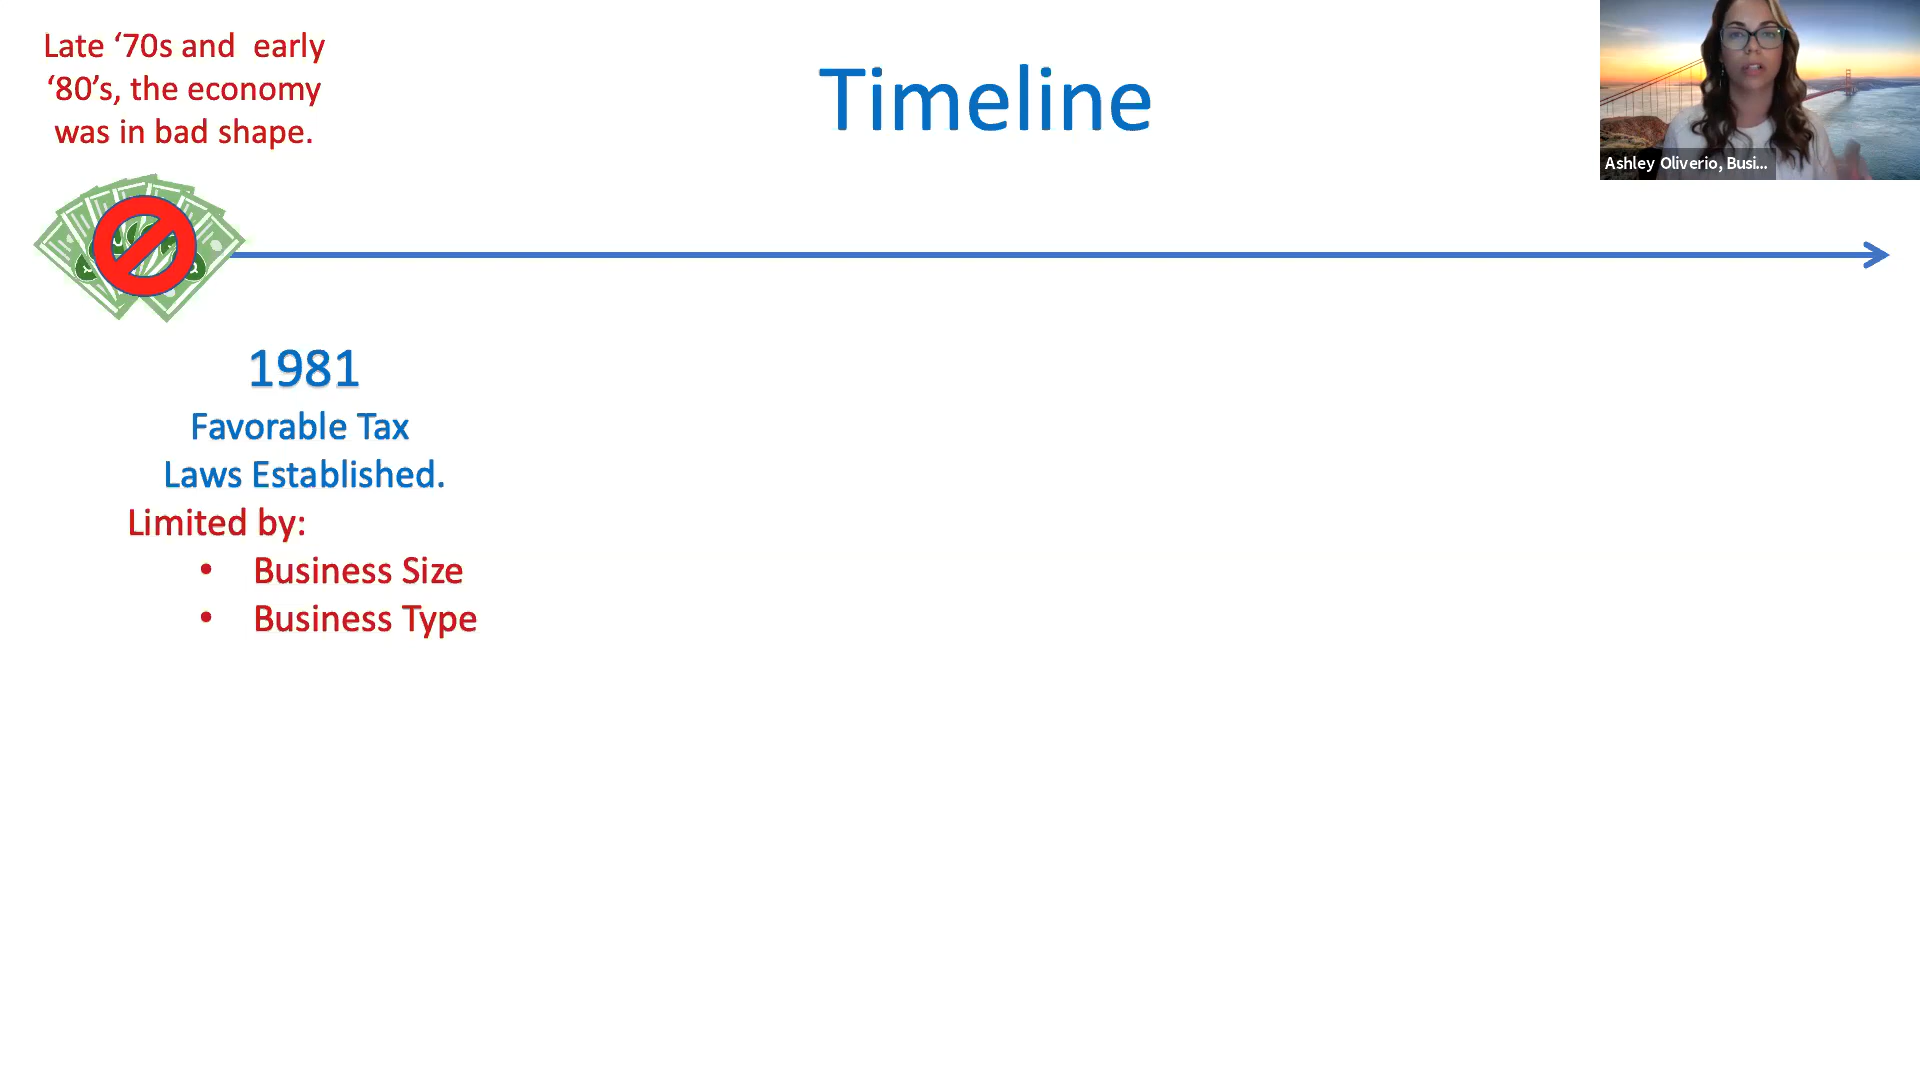 Late ‘70s and  early
‘80’s, the economy
was in bad shape.
Timeline
Ashley Oliverio, Busi...
1981
Favorable Tax
Laws Established.
Limited by:
• Business Size
• Business Type